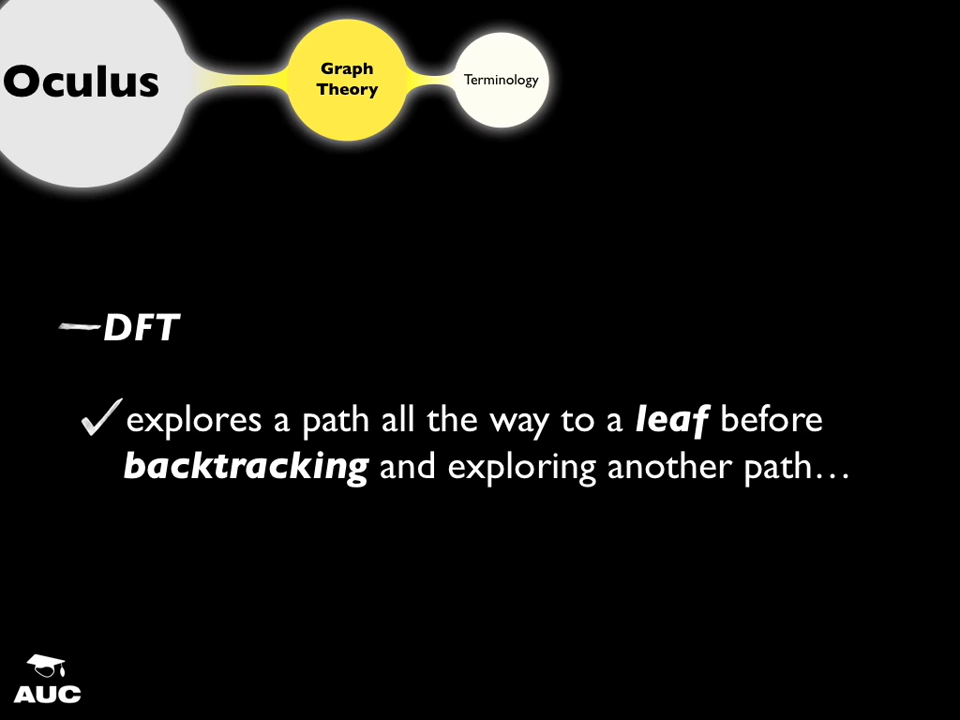 Oculus
Graph
Theory
Terminology
DFT
explores a path all the way to a leaf before
backtracking and exploring another path…
AUC